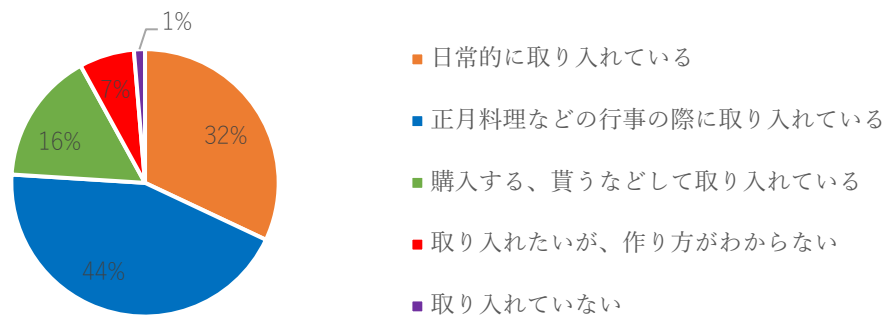 1%
7%
16%
32%
44%
日常的に取り入れている
正月料理などの行事の際に取り入れている
購入する、貰うなどして取り入れている
取り入れたいが、作り方がわからない
取り入れていない